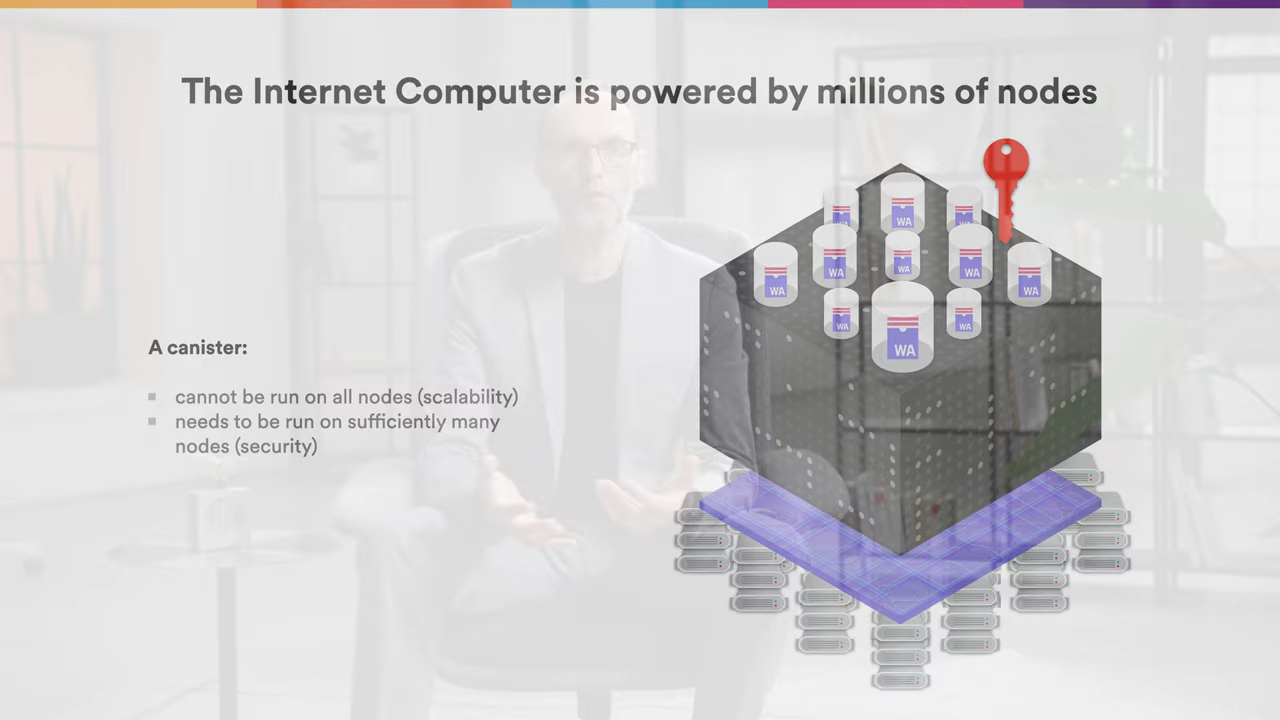 The Internet Computer is powered by millions of nodes
WA WA WA
WA WA WA WA WA
WA WA WA
A canister:
cannot be run on all nodes (scalability)
needs to be run on sufficiently many
nodes (security)